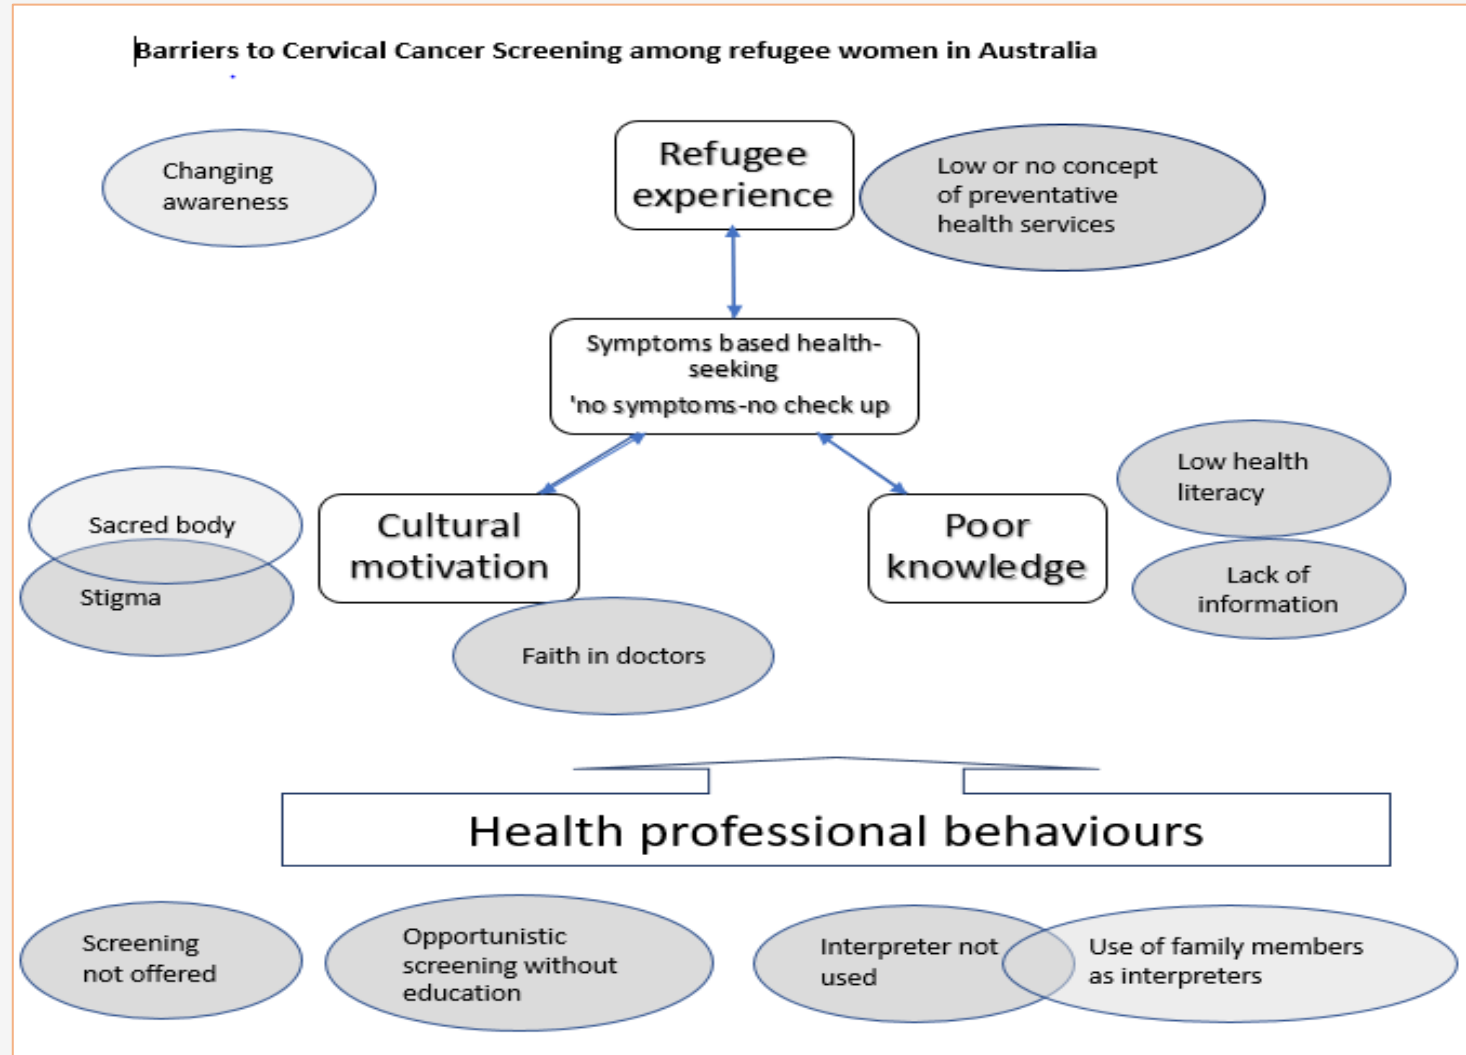 Barriers to Cervical Cancer Screening among refugee women in Australia
Changing
awareness
Refugee
experience
Low or no concept
of preventative
health services
Symptoms based health-
seeking
'no symptoms-no check up
Low health
literacy
Sacred body
Stigma
Cultural
motivation
Poor
knowledge
Lack of
information
Faith in doctors
Health professional behaviours
Screening
not offered
Opportunistic
screening without
education
Interpreter not
used
Use of family members
as interpreters